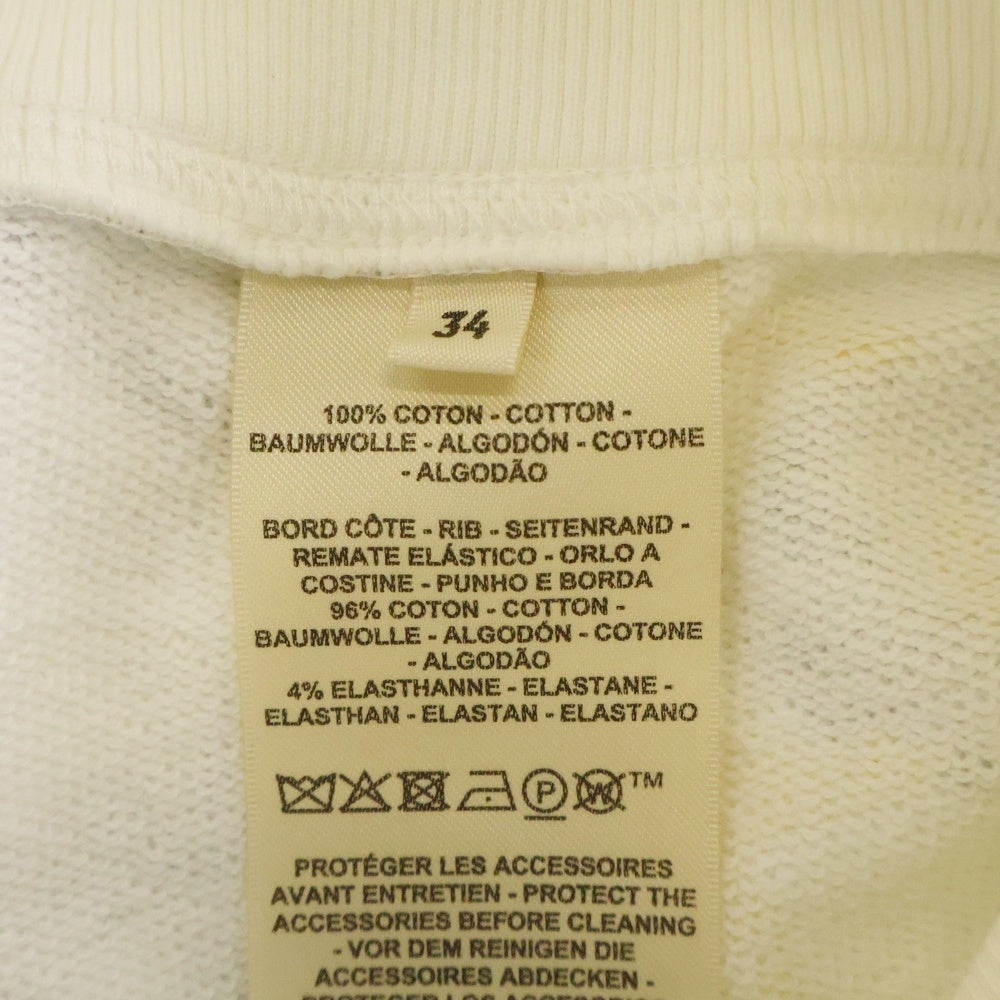 34
100% COTON - COTTON -
BAUMWOLLE - ALGODÓN - COTONE
- ALGODÃO
BORD CÔTE - RIB - SEITENRAND -
REMATE ELÁSTICO - ORLO A
COSTINE - PUNHO E BORDA
96% COTON - COTTON -
BAUMWOLLE - ALGODÓN - COTONE
- ALGODÃO
4% ELASTHANNE - ELASTANE -
ELASTHAN - ELASTAN - ELASTANO
P W TM
PROTÉGER LES ACCESSOIRES
AVANT ENTRETIEN - PROTECT THE
ACCESSORIES BEFORE CLEANING
- VOR DEM REINIGEN DIE
ACCESSOIRES ABDECKEN -